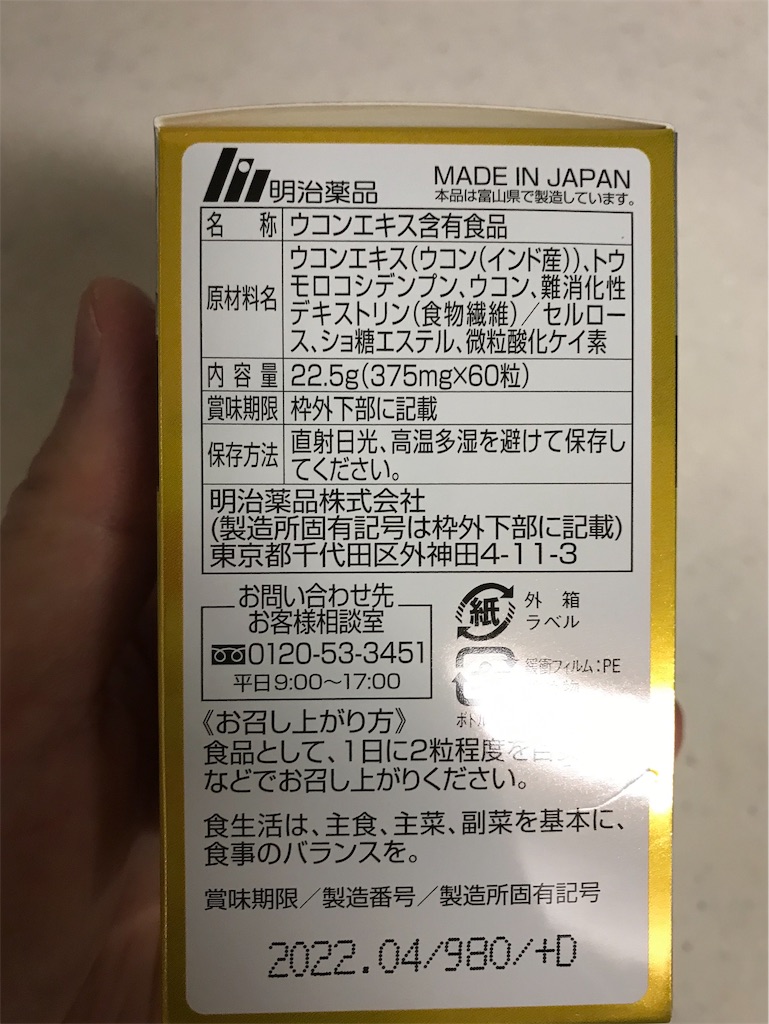 明治薬品
MADE IN JAPAN
本品は富山県で製造しています。
名 称 ウコンエキス含有食品
原材料名 ウコンエキス(ウコン(インド産))、トウ
モロコシデンプン、ウコン、難消化性
デキストリン(食物繊維)/セルロー
ス、ショ糖エステル、微粒酸化ケイ素
内容量 22.5g(375mg×60粒)
賞味期限 枠外下部に記載
保存方法 直射日光、高温多湿を避けて保存し
てください。
明治薬品株式会社
(製造所固有記号は枠外下部に記載)
東京都千代田区外神田4-11-3
お問い合わせ先
お客様相談室
0120-53-3451
平日9:00〜17:00
紙
外 箱
ラベル
緩衝フィルム:PE
ボトル
《お召し上がり方》
食品として、1日に2粒程度を
などでお召し上がりください。
食生活は、主食、主菜、副菜を基本に、
食事のバランスを。
賞味期限/製造番号/製造所固有記号
2022.04/980/+D